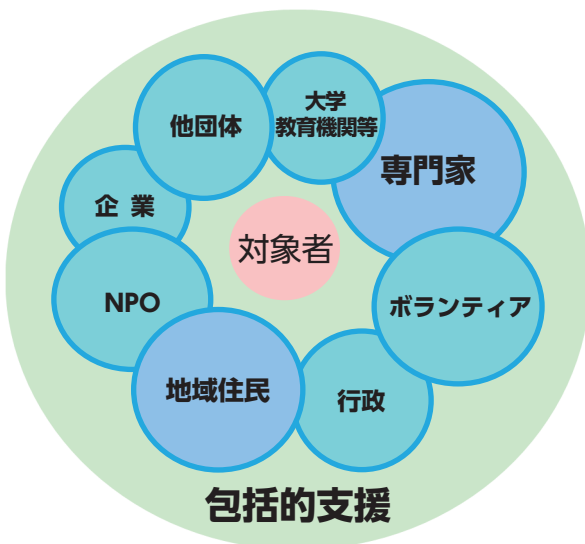 大学
教育機関等
他団体
専門家
企 業
対象者
NPO
ボランティア
地域住民
行政
包括的支援